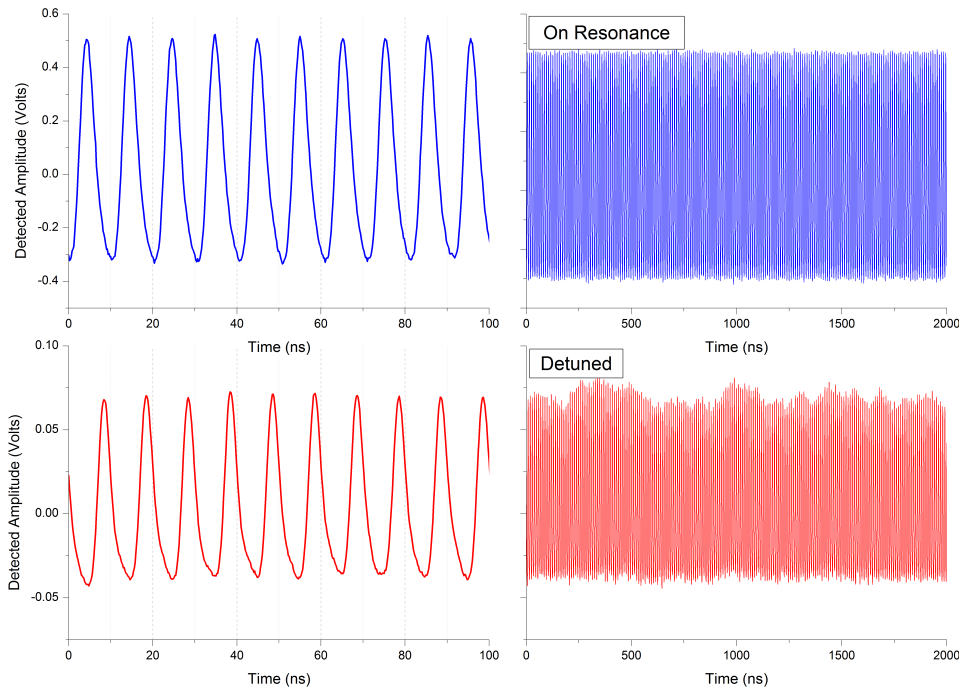 0.6
0.4
0.2
0.0
-0.2
-0.4
Detected Amplitude (Volts)
0 20 40 60 80 100
Time (ns)
On Resonance
0 500 1000 1500 2000
Time (ns)
0.10
0.05
0.00
-0.05
Detected Amplitude (Volts)
0 20 40 60 80 100
Time (ns)
Detuned
0 500 1000 1500 2000
Time (ns)